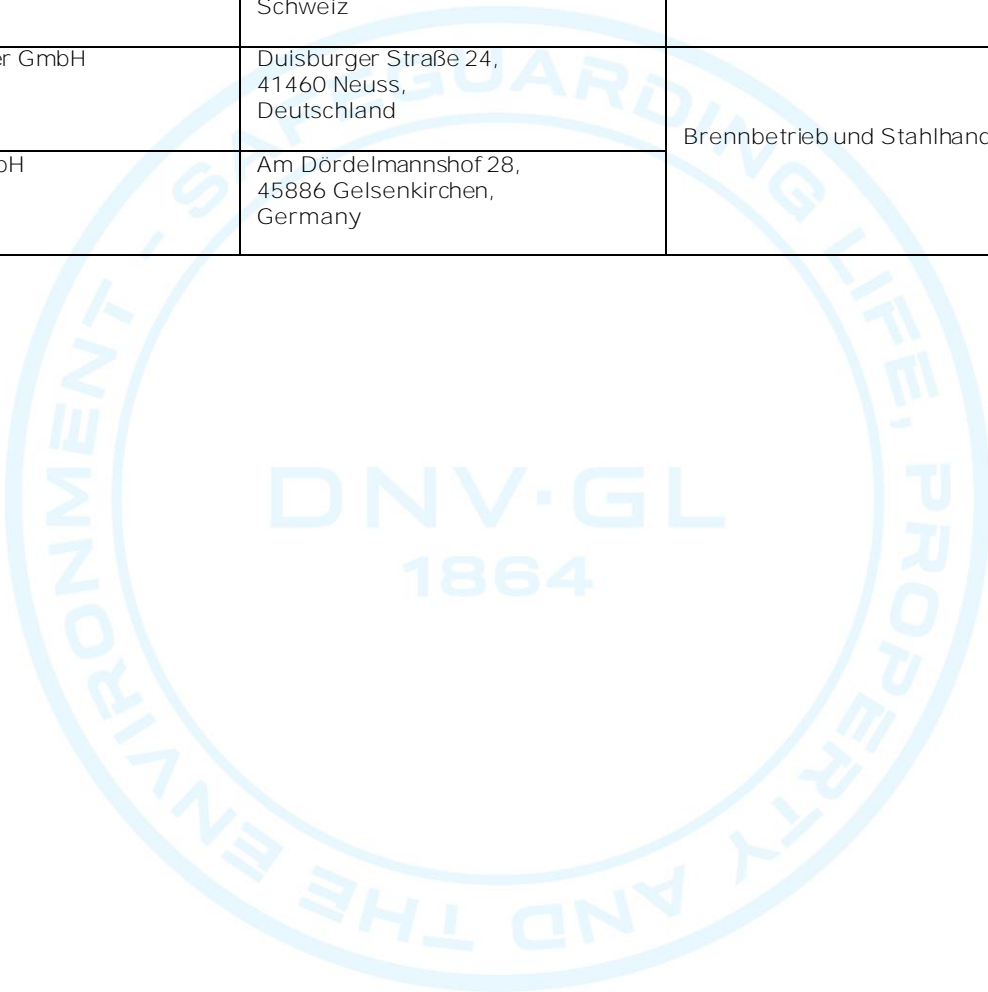 Schweiz
er GmbH
Duisburger Straße 24,
41460 Neuss,
Deutschland
Brennbetrieb und Stahlhand
bH
Am Dördelmannshof 28,
45886 Gelsenkirchen,
Germany
SAFEGUARDING LIFE, PROPERTY AND THE ENVIRONMENT -
DNV·GL
1864